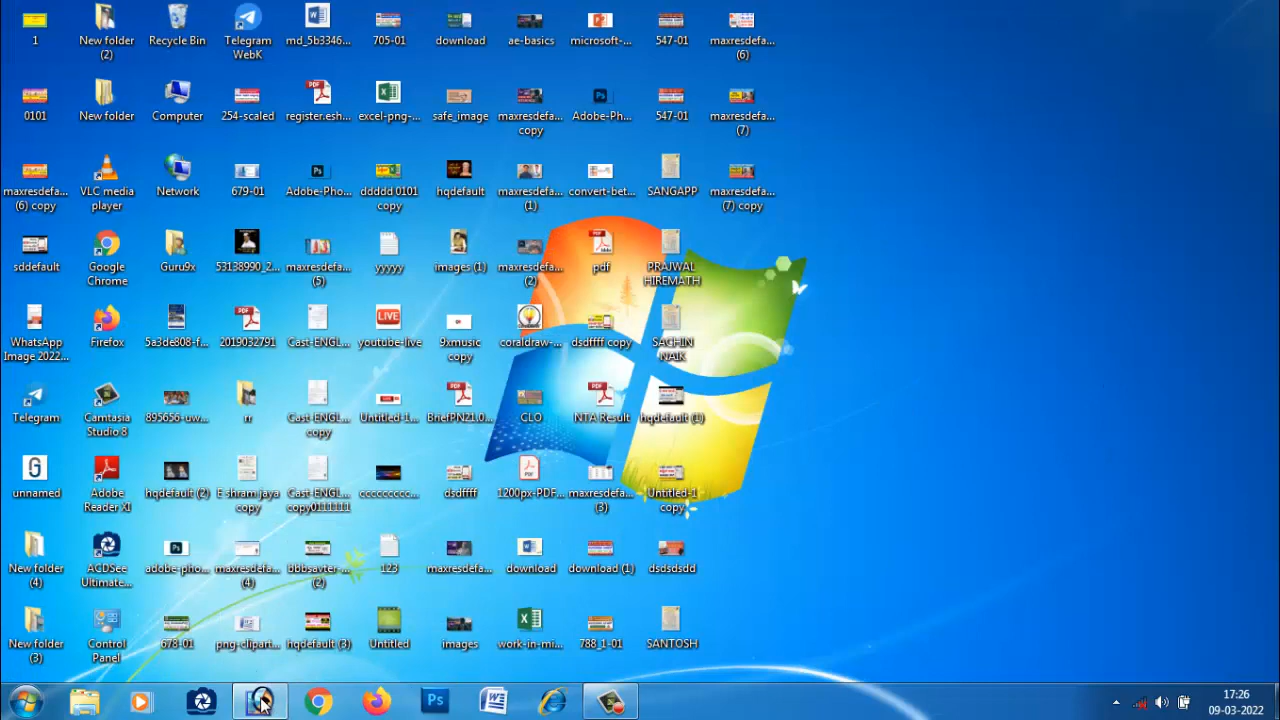 1
New folder
(2)
Recycle Bin
Telegram
WebK
md_5b3346...
705-01
download
ae-basics
microsoft-...
547-01
maxresdefa...
(6)
0101
New folder
Computer
254-scaled
register.esh...
excel-png-...
safe_image
maxresdefa...
copy
Adobe-Ph...
547-01
maxresdefa...
(7)
maxresdefa...
(6) copy
VLC media
player
Network
679-01
Adobe-Pho...
ddddd 0101
copy
hqdefault
maxresdefa...
(1)
convert-bet...
SANGAPP
maxresdefa...
(7) copy
sddefault
Google
Chrome
Guru9x
53138990_2...
maxresdefa...
(5)
yyyyy
images (1)
maxresdefa...
(2)
pdf
PRAJWAL
HIREMATH
WhatsApp
Image 2022...
Firefox
5a3de808-f...
2019032791
Cast-ENGL...
youtube-live
9xmusic
copy
coraldraw-...
dsdffff copy
SACHIN
NAIK
Telegram
Camtasia
Studio 8
895656-uw...
rr
Cast-ENGL...
copy
Untitled-1...
BriefPN21.0...
CLO
NTA Result
hqdefault (1)
unnamed
Adobe
Reader XI
hqdefault (2)
E shram jaya
copy
Cast-ENGL...
copy0111111
ccccccccc...
dsdffff
1200px-PDF...
maxresdefa...
(3)
Untitled-1
copy
New folder
(4)
ACDSee
Ultimate...
adobe-pho...
maxresdefa...
(4)
bbbsavter-...
(2)
123
maxresdefa...
download
download (1)
dsdsdsdd
New folder
(3)
Control
Panel
678-01
png-clipart...
hqdefault (3)
Untitled
images
work-in-mi...
788_1-01
SANTOSH
17:26
09-03-2022